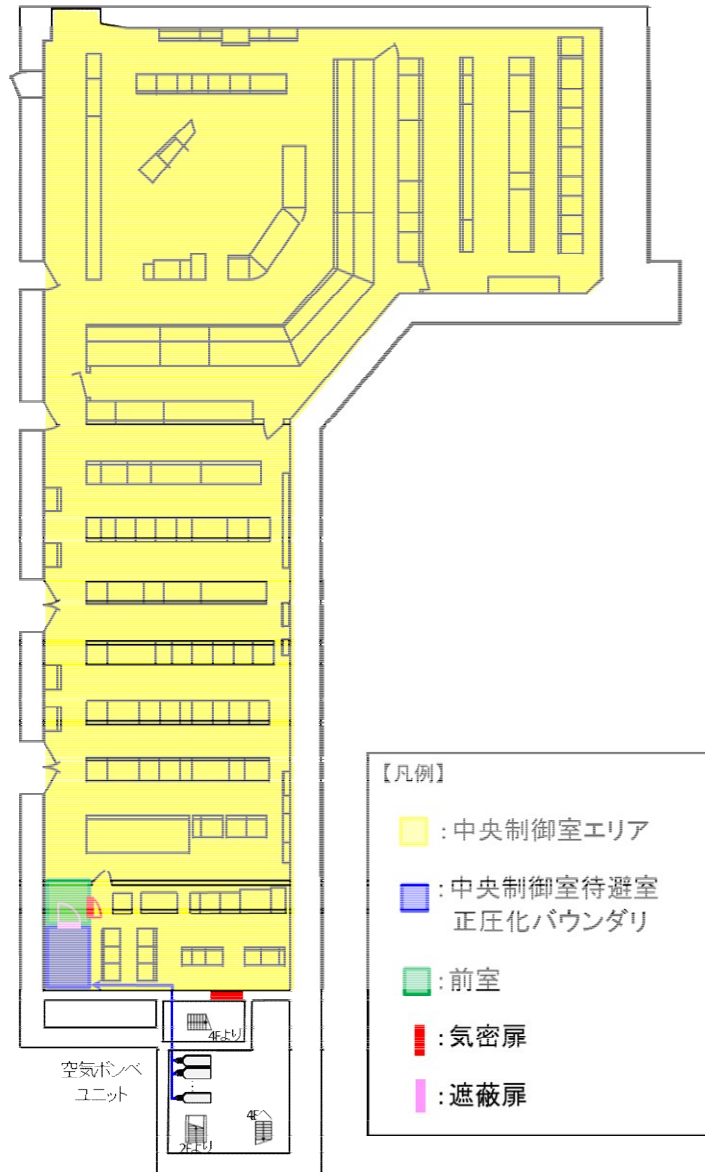 【凡例】
:中央制御室エリア
:中央制御室待避室
正圧化バウンダリ
:前室
:気密扉
:遮蔽扉
4Fより
空気ボンベ
ユニット
4Fへ
2Fより